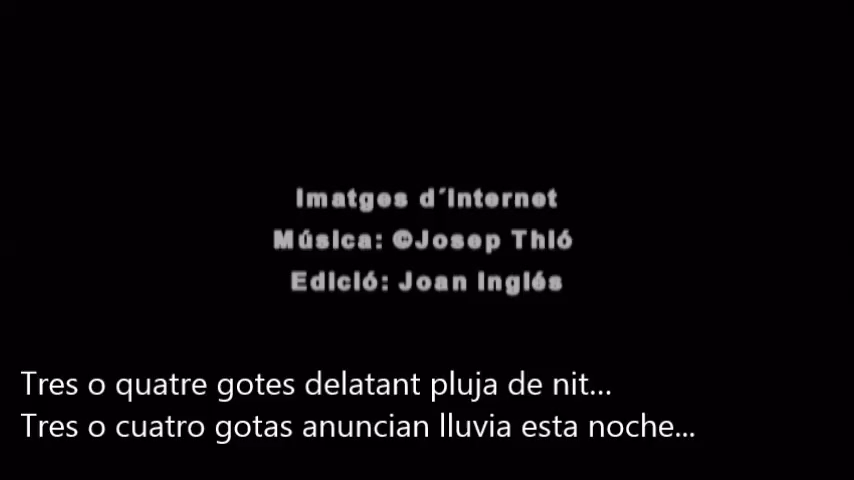 Imatges d´Internet
Música: ©Josep Thió
Edició: Joan Inglés
Tres o quatre gotes delatant pluja de nit...
Tres o cuatro gotas anuncian lluvia esta noche...